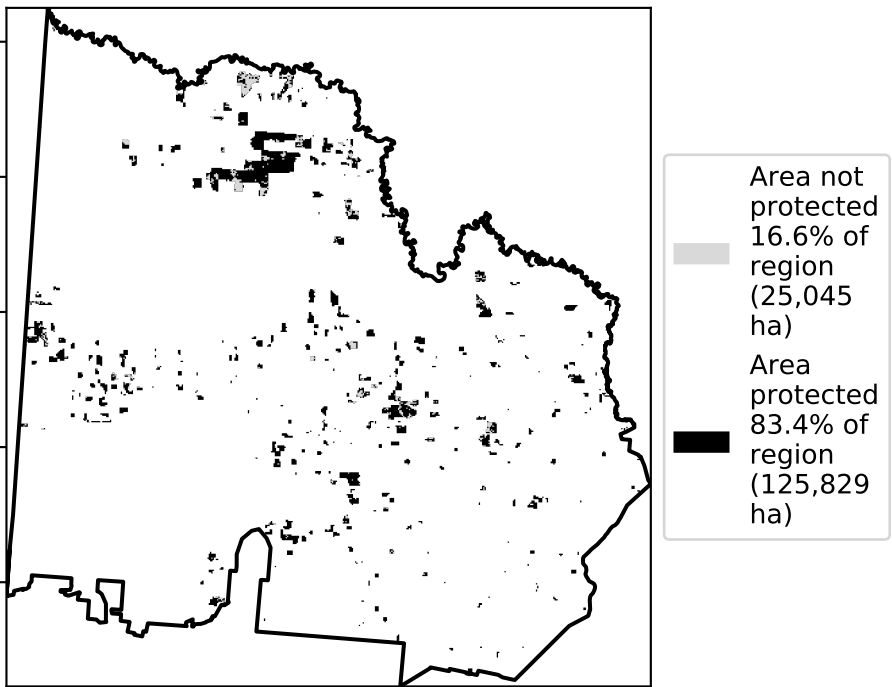 Area not
protected
16.6% of
region
(25,045
ha)
Area
protected
83.4% of
region
(125,829
ha)